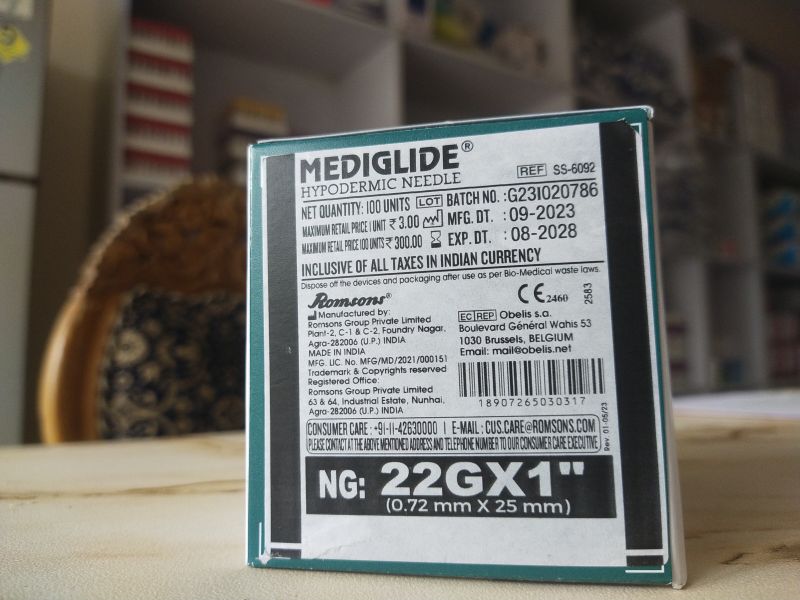 MEDIGLIDE®
HYPODERMIC NEEDLE
REF SS-6092
NET QUANTITY: 100 UNITS LOT BATCH NO. :G23I020786
MAXIMUM RETAIL PRICE 1 UNIT ₹ 3.00 MFG. DT. : 09-2023
MAXIMUM RETAIL PRICE 100 UNITS ₹ 300.00 EXP. DT. : 08-2028
INCLUSIVE OF ALL TAXES IN INDIAN CURRENCY
Dispose off the devices and packaging after use as per Bio-Medical waste laws.
Romsons®
Manufactured by:
Romsons Group Private Limited
Plant-2, C-1 & C-2, Foundry Nagar,
Agra-282006 (U.P.) INDIA
MADE IN INDIA
MFG. LIC. No. MFG/MD/2021/000151
Trademark & Copyrights reserved
Registered Office:
Romsons Group Private Limited
63 & 64, Industrial Estate, Nunhai,
Agra-282006 (U.P.) INDIA
CE 2460
2583
EC REP Obelis s.a.
Boulevard Général Wahis 53
1030 Brussels, BELGIUM
Email: mail@obelis.net
18907265030317
CONSUMER CARE : +91-11-42630000 | E-MAIL : CUS.CARE@ROMSONS.COM
PLEASE CONTACT AT THE ABOVE MENTIONED ADDRESS AND TELEPHONE NUMBER TO OUR CONSUMER CARE EXECUTIVE
Rev. 01-05/23
NG: 22GX1"
(0.72 mm X 25 mm)